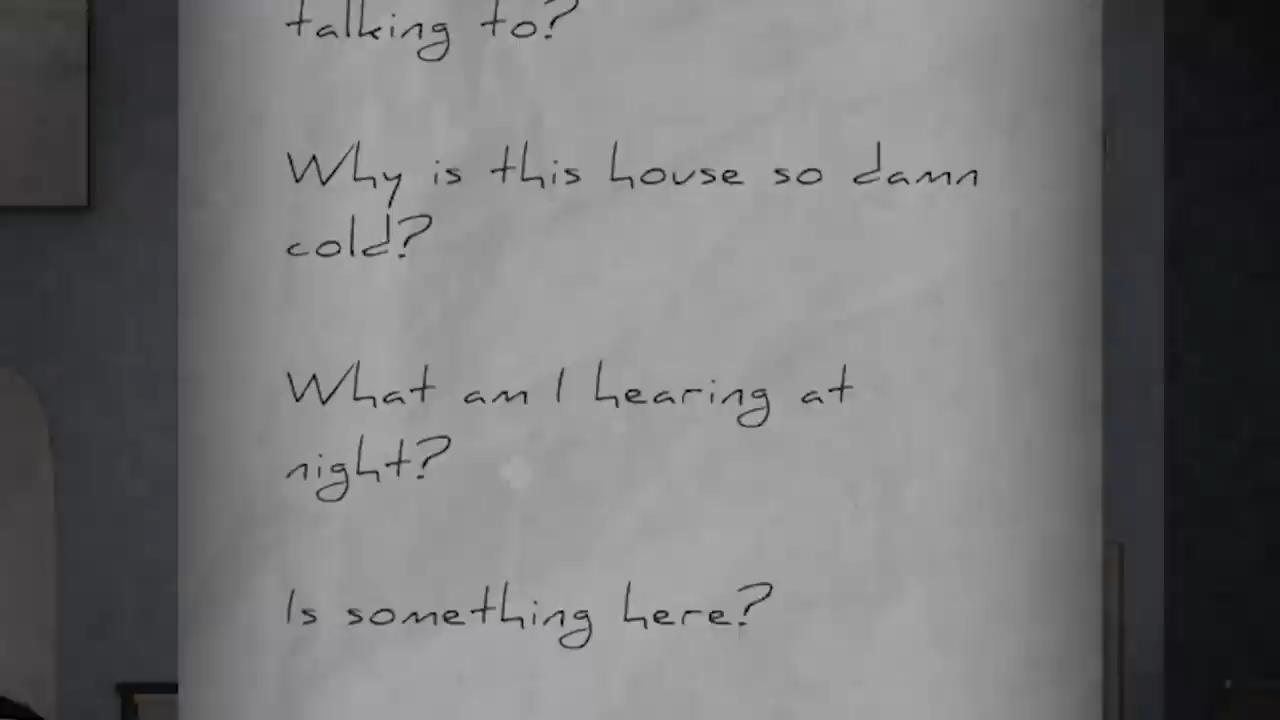 talking to?
Why is this house so damn
cold?
What am I hearing at
night?
Is something here?